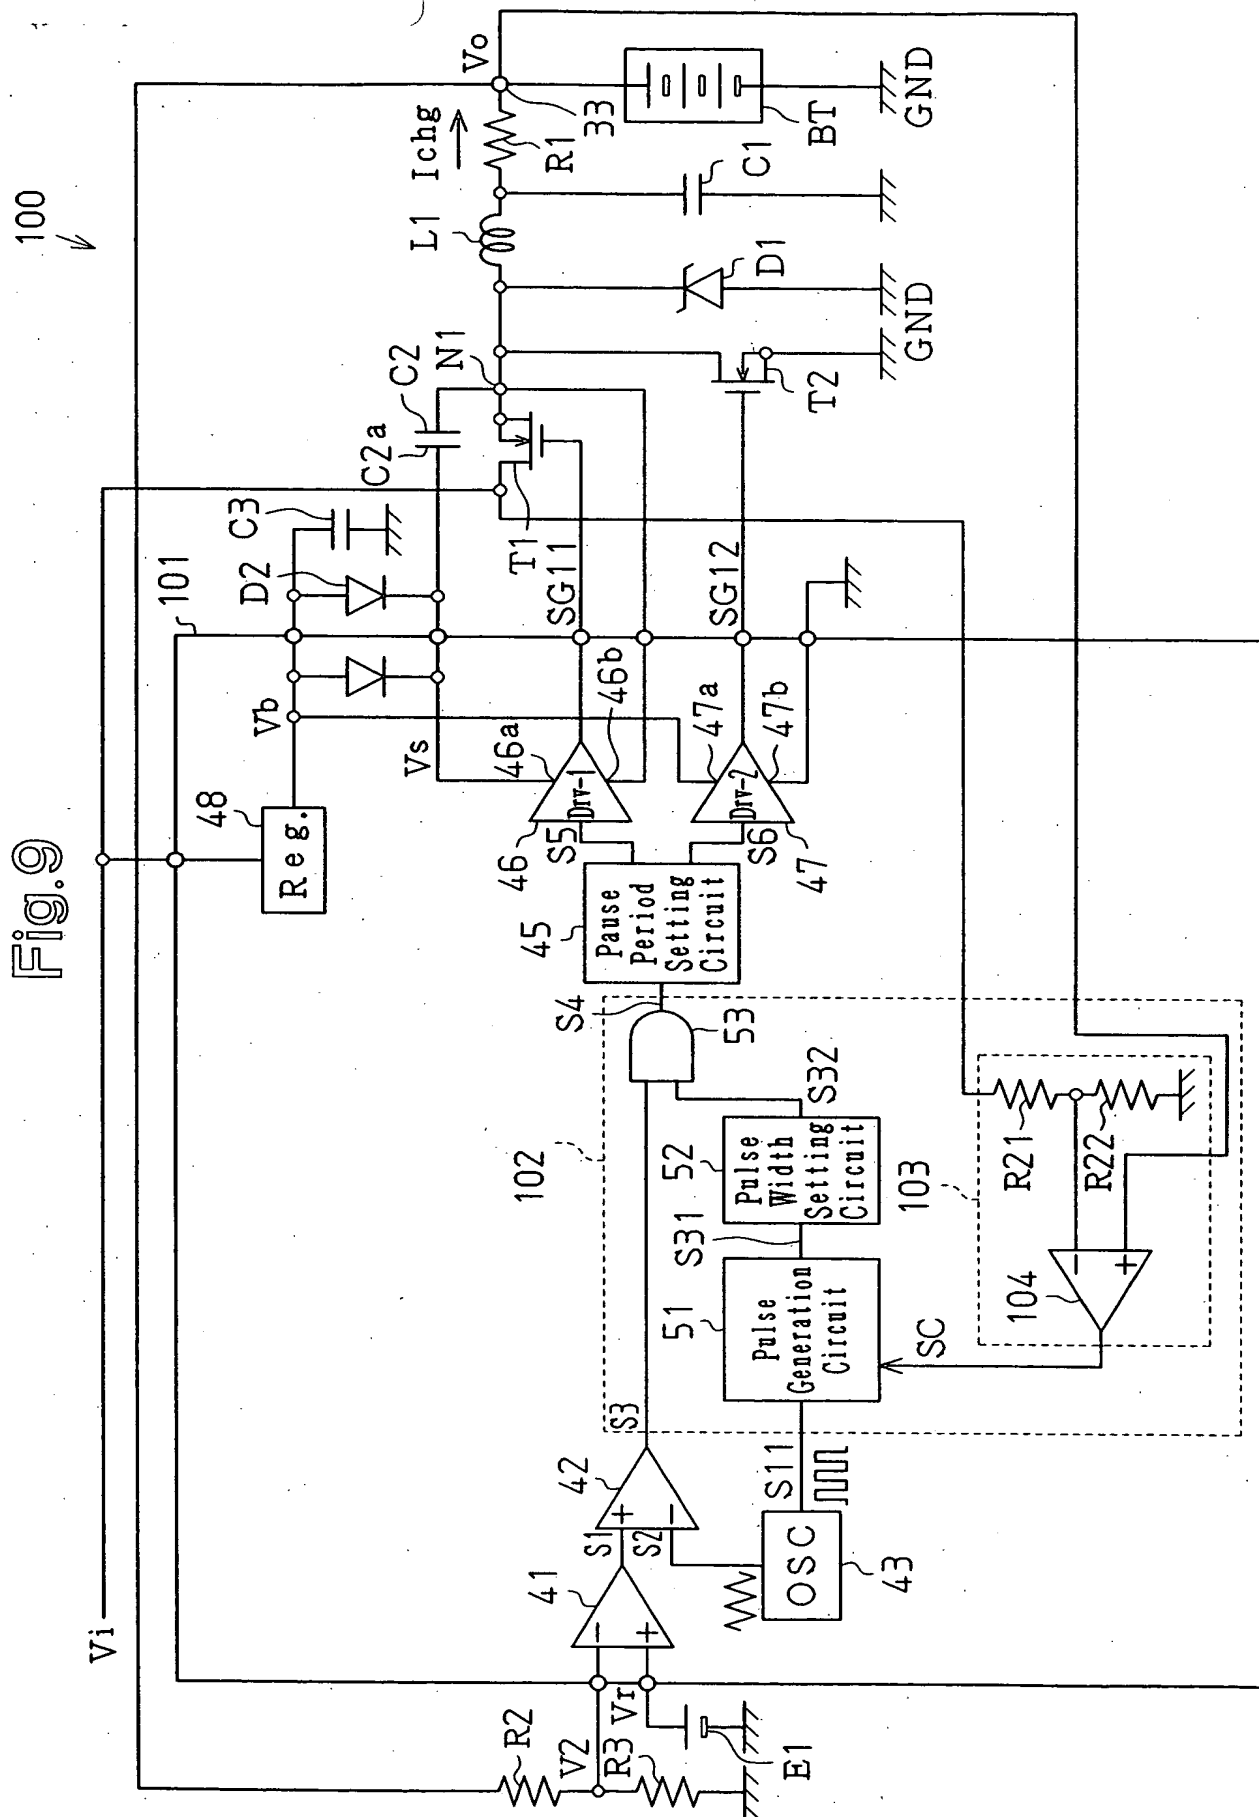 Fig.9
100
Vi
Vo
101
48
Reg.
Vb
D2
C3
C2a
C2
N1
L1
Ichg
R1
33
BT
GND
C1
D1
GND
T2
T1
SG11
SG12
Vs
46a
46b
46
Drv-1
S5
47a
47b
47
Drv-2
S6
45
Pause
Period
Setting
Circuit
S4
53
102
S3
42
S1
S2
41
V2
Vr
R2
R3
E1
OSC
43
S11
51
Pulse
Generation
Circuit
S31
52
Pulse
Width
Setting
Circuit
S32
SC
103
104
R21
R22
+
−
+
−
−
+